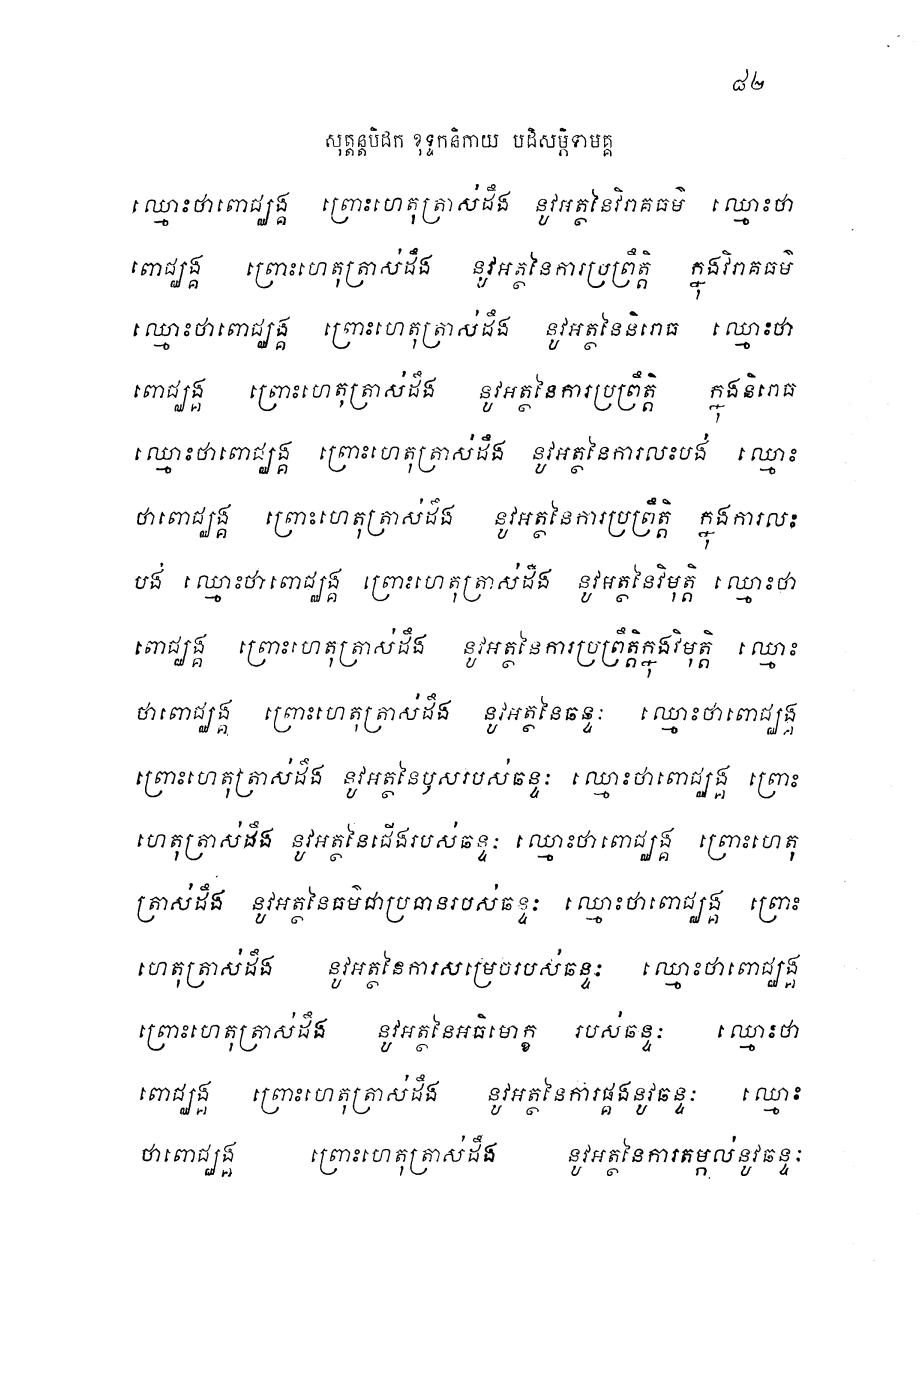 ៨២
សុត្តន្តបិដក ខុទ្ទកនិកាយ បដិសម្ភិទាមគ្គ
ឈ្មោះថាពោជ្ឈង្គ ព្រោះហេតុត្រាស់ដឹង នូវអត្ថនៃវិរាគធម៌ ឈ្មោះថា
ពោជ្ឈង្គ ព្រោះហេតុត្រាស់ដឹង នូវអត្ថនៃការប្រព្រឹត្តិ ក្នុងវិរាគធម៌
ឈ្មោះថាពោជ្ឈង្គ ព្រោះហេតុត្រាស់ដឹង នូវអត្ថនៃនិរោធ ឈ្មោះថា
ពោជ្ឈង្គ ព្រោះហេតុត្រាស់ដឹង នូវអត្ថនៃការប្រព្រឹត្តិ ក្នុងនិរោធ
ឈ្មោះថាពោជ្ឈង្គ ព្រោះហេតុត្រាស់ដឹង នូវអត្ថនៃការលះបង់ ឈ្មោះ
ថាពោជ្ឈង្គ ព្រោះហេតុត្រាស់ដឹង នូវអត្ថនៃការប្រព្រឹត្តិ ក្នុងការលះ
បង់ ឈ្មោះថាពោជ្ឈង្គ ព្រោះហេតុត្រាស់ដឹង នូវអត្ថនៃវិមុត្តិ ឈ្មោះថា
ពោជ្ឈង្គ ព្រោះហេតុត្រាស់ដឹង នូវអត្ថនៃការប្រព្រឹត្តិក្នុងវិមុត្តិ ឈ្មោះ
ថាពោជ្ឈង្គ ព្រោះហេតុត្រាស់ដឹង នូវអត្ថនៃឆន្ទៈ ឈ្មោះថាពោជ្ឈង្គ
ព្រោះហេតុត្រាស់ដឹង នូវអត្ថនៃឫសរបស់ឆន្ទៈ ឈ្មោះថាពោជ្ឈង្គ ព្រោះ
ហេតុត្រាស់ដឹង នូវអត្ថនៃជើងរបស់ឆន្ទៈ ឈ្មោះថាពោជ្ឈង្គ ព្រោះហេតុ
ត្រាស់ដឹង នូវអត្ថនៃធម៌ជាប្រធានរបស់ឆន្ទៈ ឈ្មោះថាពោជ្ឈង្គ ព្រោះ
ហេតុត្រាស់ដឹង នូវអត្ថនៃការសម្រេចរបស់ឆន្ទៈ ឈ្មោះថាពោជ្ឈង្គ
ព្រោះហេតុត្រាស់ដឹង នូវអត្ថនៃអធិមោក្ខ របស់ឆន្ទៈ ឈ្មោះថា
ពោជ្ឈង្គ ព្រោះហេតុត្រាស់ដឹង នូវអត្ថនៃការផ្គងនូវឆន្ទៈ ឈ្មោះ
ថាពោជ្ឈង្គ ព្រោះហេតុត្រាស់ដឹង នូវអត្ថនៃការតម្កល់នូវឆន្ទៈ